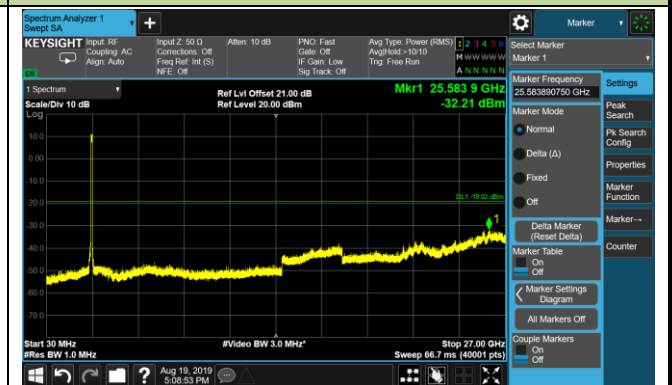 Spectrum Analyzer 1
Swept SA
+
Marker
KEYSIGHT
Input: RF
Coupling: AC
Align: Auto
Input Z: 50 Ω
Corrections: Off
Freq Ref: Int (S)
NFE: Off
Atten: 10 dB
PNO: Fast
Gate: Off
IF Gain: Low
Sig Track: Off
Avg Type: Power (RMS)
Avg|Hold:>10/10
Trig: Free Run
1 2 3 4 5 6
M W W W W W
A N N N N N
Select Marker
Marker 1
1 Spectrum
Scale/Div 10 dB
Log
Ref Lvl Offset 21.00 dB
Ref Level 20.00 dBm
Mkr1 25.583 9 GHz
-32.21 dBm
10.0
0.00
-10.0
-20.0
-30.0
-40.0
-50.0
-60.0
-70.0
DL1 -19.02 dBm
1
Start 30 MHz
#Res BW 1.0 MHz
#Video BW 3.0 MHz*
Stop 27.00 GHz
Sweep 66.7 ms (40001 pts)
Marker Frequency
25.583890750 GHz
Marker Mode
Normal
Delta (Δ)
Fixed
Off
Delta Marker
(Reset Delta)
Marker Table
On
Off
Marker Settings
Diagram
All Markers Off
Couple Markers
On
Off
Settings
Peak
Search
Pk Search
Config
Properties
Marker
Function
Marker→
Counter
?
Aug 19, 2019
5:08:53 PM